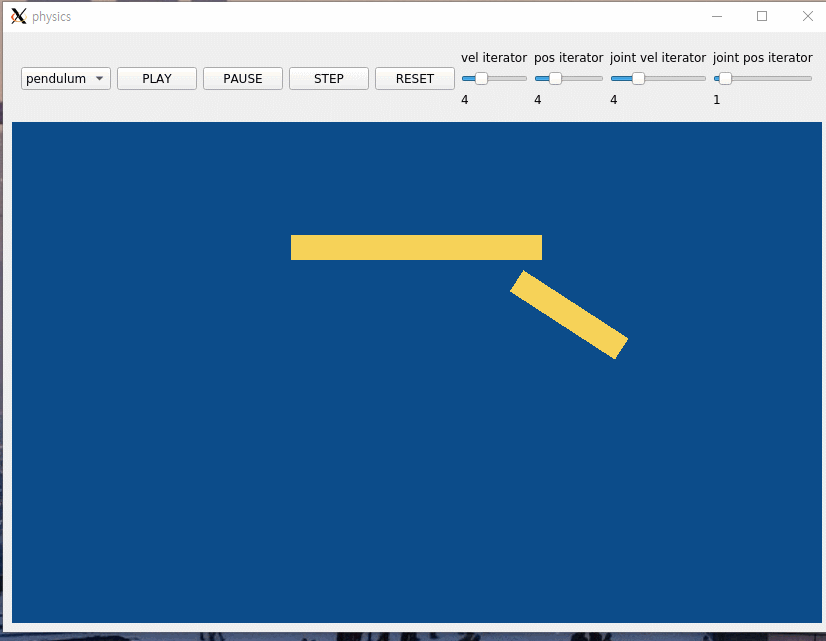 physics
vel iterator pos iterator joint vel iterator joint pos iterator
pendulum PLAY PAUSE STEP RESET
4 4 4 1